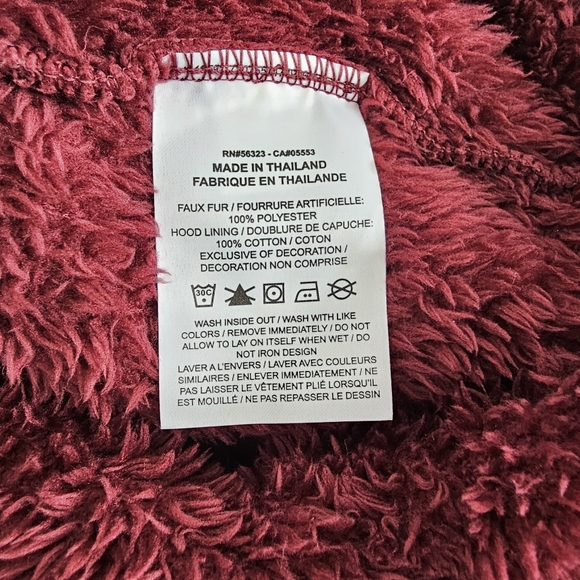 RN#56323 - CA#05553
MADE IN THAILAND
FABRIQUE EN THAILANDE
FAUX FUR / FOURRURE ARTIFICIELLE:
100% POLYESTER
HOOD LINING / DOUBLURE DE CAPUCHE:
100% COTTON / COTON
EXCLUSIVE OF DECORATION /
DECORATION NON COMPRISE
30C
WASH INSIDE OUT / WASH WITH LIKE
COLORS / REMOVE IMMEDIATELY / DO NOT
ALLOW TO LAY ON ITSELF WHEN WET / DO
NOT IRON DESIGN
LAVER A L'ENVERS / LAVER AVEC COULEURS
SIMILAIRES / ENLEVER IMMEDIATEMENT / NE
PAS LAISSER LE VÊTEMENT PLIÉ LORSQU'IL
EST MOUILLÉ / NE PAS REPASSER LE DESSIN